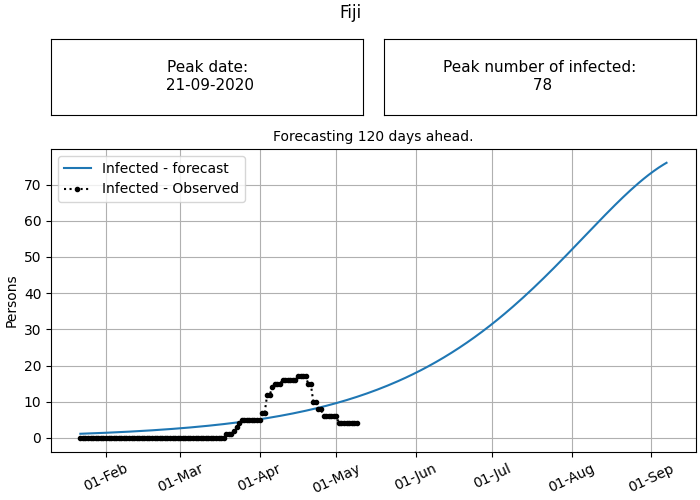 Fiji
Peak date:
21-09-2020
Peak number of infected:
78
Forecasting 120 days ahead.
Infected - forecast
Infected - Observed
Persons
70
60
50
40
30
20
10
0
01-Feb
01-Mar
01-Apr
01-May
01-Jun
01-Jul
01-Aug
01-Sep